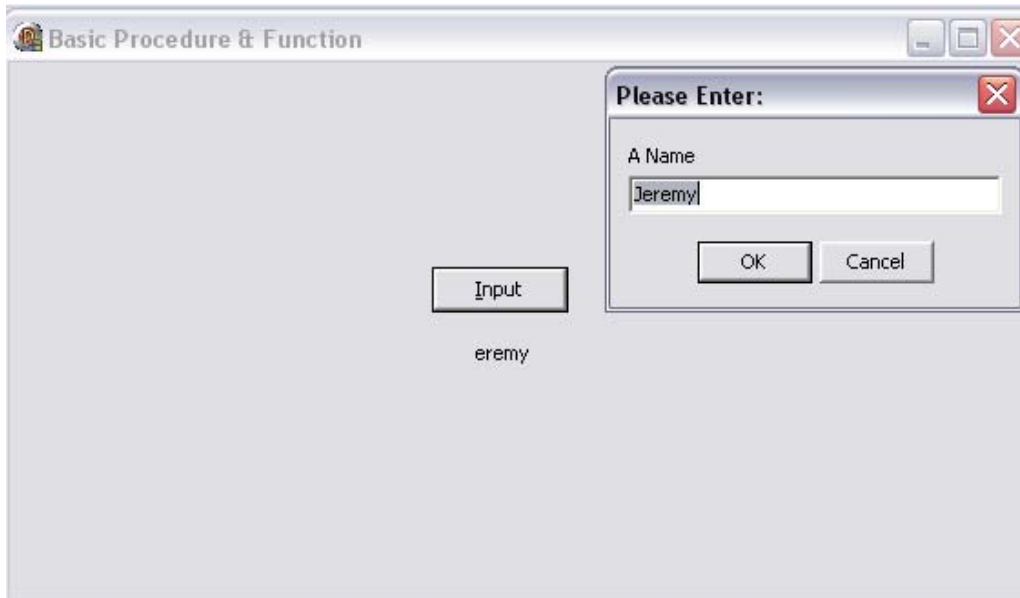 Basic Procedure & Function
Please Enter:
A Name
Jeremy
OK Cancel
Input
eremy